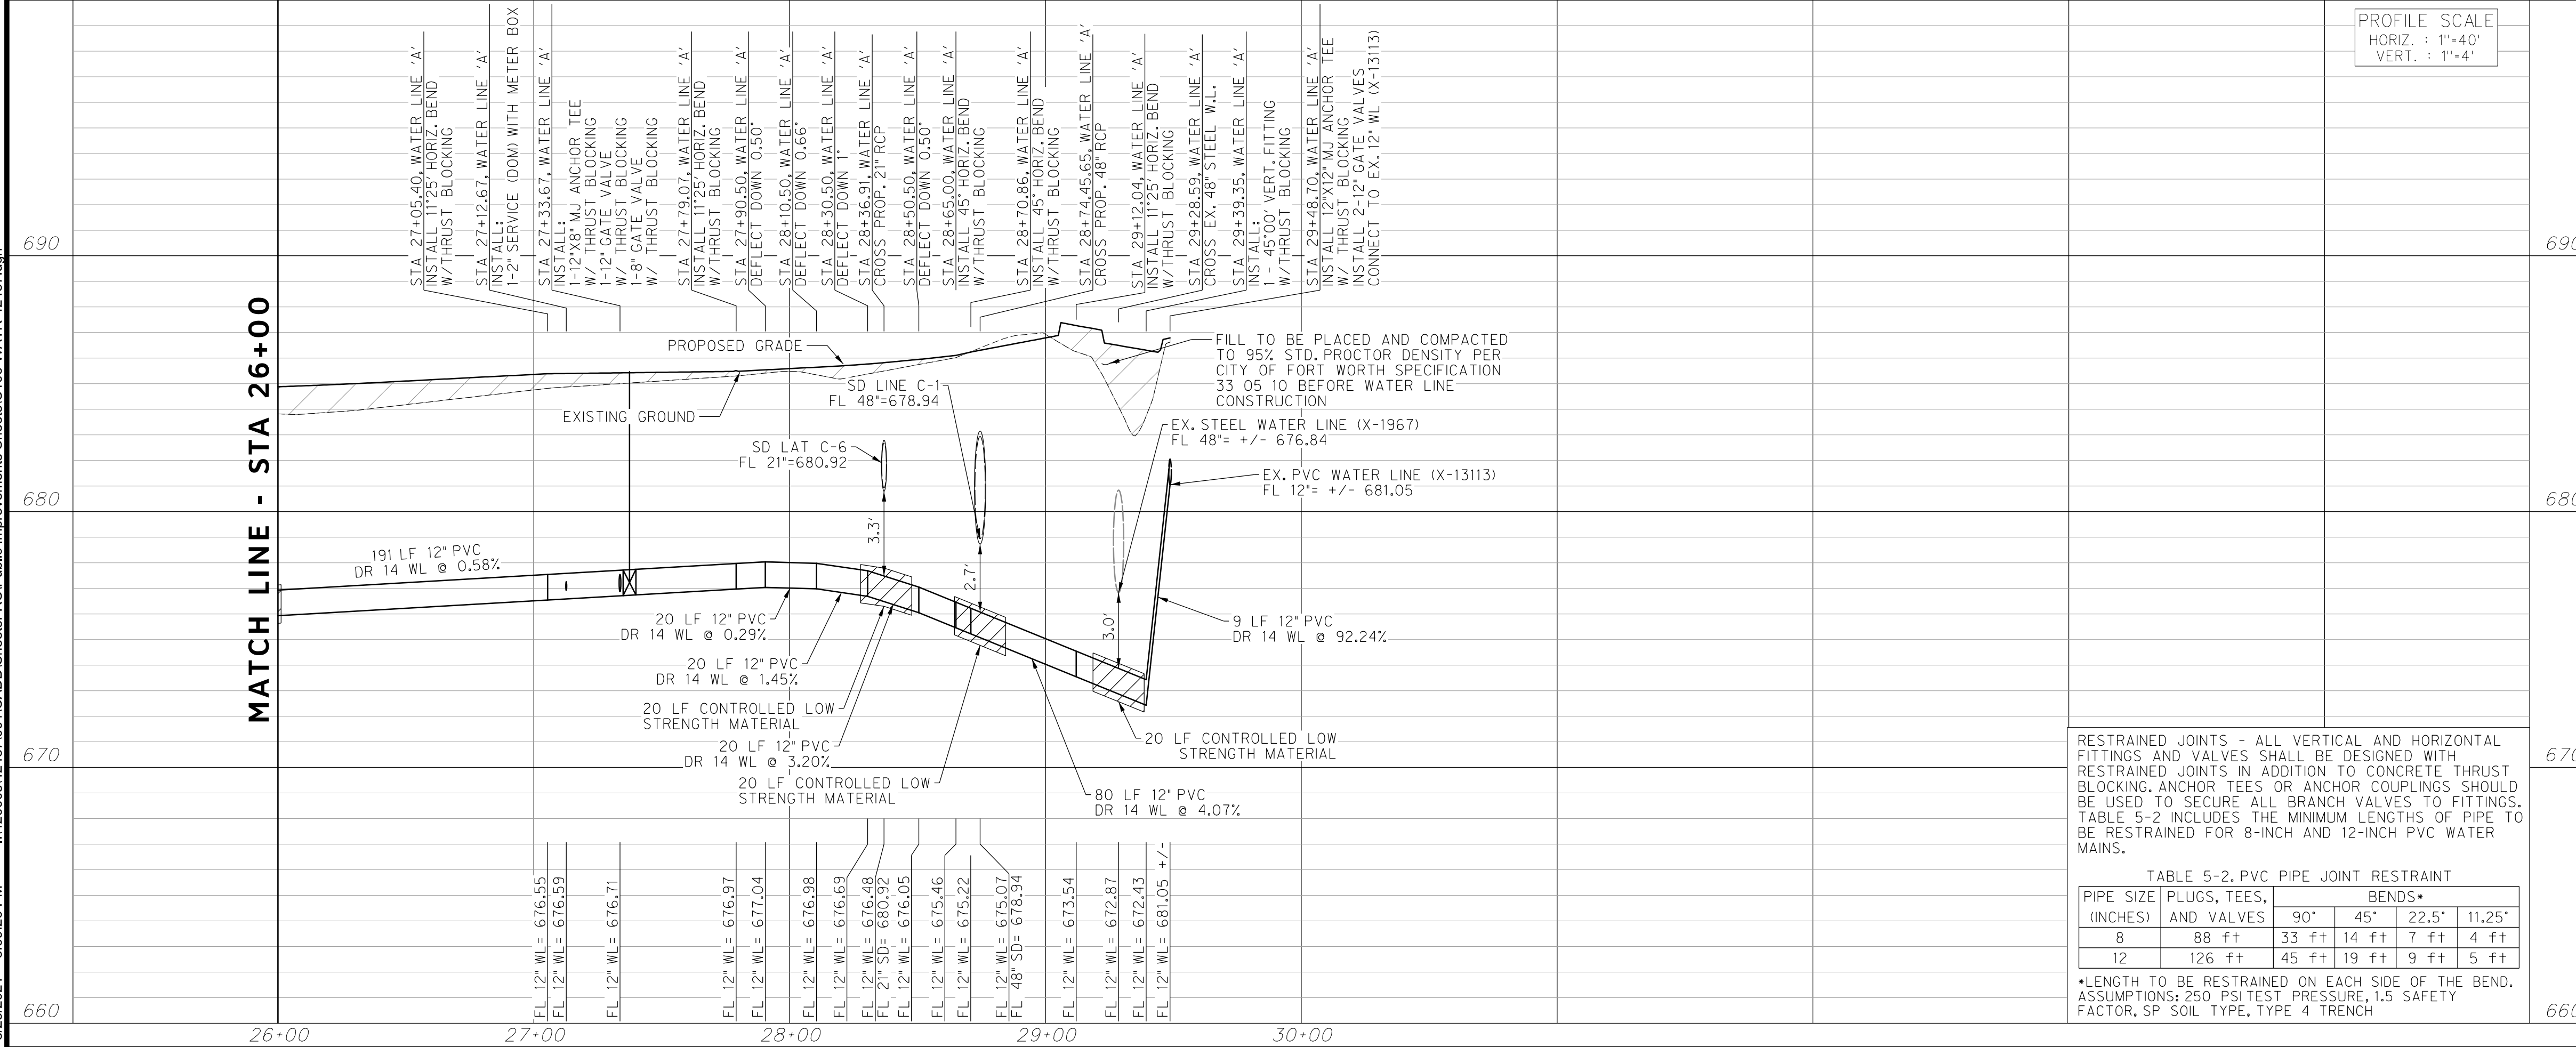 PROFILE SCALE
HORIZ. : 1"=40'
VERT. : 1"=4'
STA 27+05.40, WATER LINE 'A'
INSTALL 11°25' HORIZ. BEND
W/THRUST BLOCKING
STA 27+12.67, WATER LINE 'A'
INSTALL:
1-2" SERVICE (DOM) WITH METER BOX
STA 27+33.67, WATER LINE 'A'
INSTALL:
1-12"X8" MJ ANCHOR TEE
W/ THRUST BLOCKING
1-12" GATE VALVE
W/ THRUST BLOCKING
1-8" GATE VALVE
W/ THRUST BLOCKING
STA 27+79.07, WATER LINE 'A'
INSTALL 11°25' HORIZ. BEND
W/THRUST BLOCKING
STA 27+90.50, WATER LINE 'A'
DEFLECT DOWN 0.50°
STA 28+10.50, WATER LINE 'A'
DEFLECT DOWN 0.66°
STA 28+30.50, WATER LINE 'A'
DEFLECT DOWN 1°
STA 28+36.91, WATER LINE 'A'
CROSS PROP. 21" RCP
STA 28+50.50, WATER LINE 'A'
DEFLECT DOWN 0.50°
STA 28+65.00, WATER LINE 'A'
INSTALL 45° HORIZ. BEND
W/THRUST BLOCKING
STA 28+70.86, WATER LINE 'A'
INSTALL 45° HORIZ. BEND
W/THRUST BLOCKING
STA 28+74.45.65, WATER LINE 'A'
CROSS PROP. 48" RCP
STA 29+12.04, WATER LINE 'A'
INSTALL 11°25' HORIZ. BEND
W/THRUST BLOCKING
STA 29+28.59, WATER LINE 'A'
CROSS EX. 48" STEEL W.L.
STA 29+39.35, WATER LINE 'A'
INSTALL:
1 - 45°00' VERT. FITTING
W/THRUST BLOCKING
STA 29+48.70, WATER LINE 'A'
INSTALL 12"X12" MJ ANCHOR TEE
W/ THRUST BLOCKING
INSTALL 2-12" GATE VALVES
CONNECT TO EX. 12" WL (X-13113)
690
690
MATCH LINE - STA 26+00
PROPOSED GRADE
EXISTING GROUND
FILL TO BE PLACED AND COMPACTED
TO 95% STD. PROCTOR DENSITY PER
CITY OF FORT WORTH SPECIFICATION
33 05 10 BEFORE WATER LINE
CONSTRUCTION
SD LINE C-1
FL 48"=678.94
SD LAT C-6
FL 21"=680.92
EX. STEEL WATER LINE (X-1967)
FL 48"= +/- 676.84
EX. PVC WATER LINE (X-13113)
FL 12"= +/- 681.05
680
680
3.3'
2.7'
3.0'
191 LF 12" PVC
DR 14 WL @ 0.58%
20 LF 12" PVC
DR 14 WL @ 0.29%
20 LF 12" PVC
DR 14 WL @ 1.45%
20 LF CONTROLLED LOW
STRENGTH MATERIAL
20 LF 12" PVC
DR 14 WL @ 3.20%
20 LF CONTROLLED LOW
STRENGTH MATERIAL
9 LF 12" PVC
DR 14 WL @ 92.24%
20 LF CONTROLLED LOW
STRENGTH MATERIAL
80 LF 12" PVC
DR 14 WL @ 4.07%
670
670
FL 12" WL= 676.55
FL 12" WL= 676.59
FL 12" WL= 676.71
FL 12" WL= 676.97
FL 12" WL= 677.04
FL 12" WL= 676.98
FL 12" WL= 676.69
FL 12" WL= 676.48
FL 21" SD= 680.92
FL 12" WL= 676.05
FL 12" WL= 675.46
FL 12" WL= 675.22
FL 12" WL= 675.07
FL 48" SD= 678.94
FL 12" WL= 673.54
FL 12" WL= 672.87
FL 12" WL= 672.43
FL 12" WL= 681.05 +/-
RESTRAINED JOINTS - ALL VERTICAL AND HORIZONTAL
FITTINGS AND VALVES SHALL BE DESIGNED WITH
RESTRAINED JOINTS IN ADDITION TO CONCRETE THRUST
BLOCKING. ANCHOR TEES OR ANCHOR COUPLINGS SHOULD
BE USED TO SECURE ALL BRANCH VALVES TO FITTINGS.
TABLE 5-2 INCLUDES THE MINIMUM LENGTHS OF PIPE TO
BE RESTRAINED FOR 8-INCH AND 12-INCH PVC WATER
MAINS.
TABLE 5-2. PVC PIPE JOINT RESTRAINT
PIPE SIZE (INCHES) PLUGS, TEES, AND VALVES BENDS*
90° 45° 22.5° 11.25°
8 88 ft 33 ft 14 ft 7 ft 4 ft
12 126 ft 45 ft 19 ft 9 ft 5 ft
*LENGTH TO BE RESTRAINED ON EACH SIDE OF THE BEND.
ASSUMPTIONS: 250 PSI TEST PRESSURE, 1.5 SAFETY
FACTOR, SP SOIL TYPE, TYPE 4 TRENCH
660
660
26+00
27+00
28+00
29+00
30+00